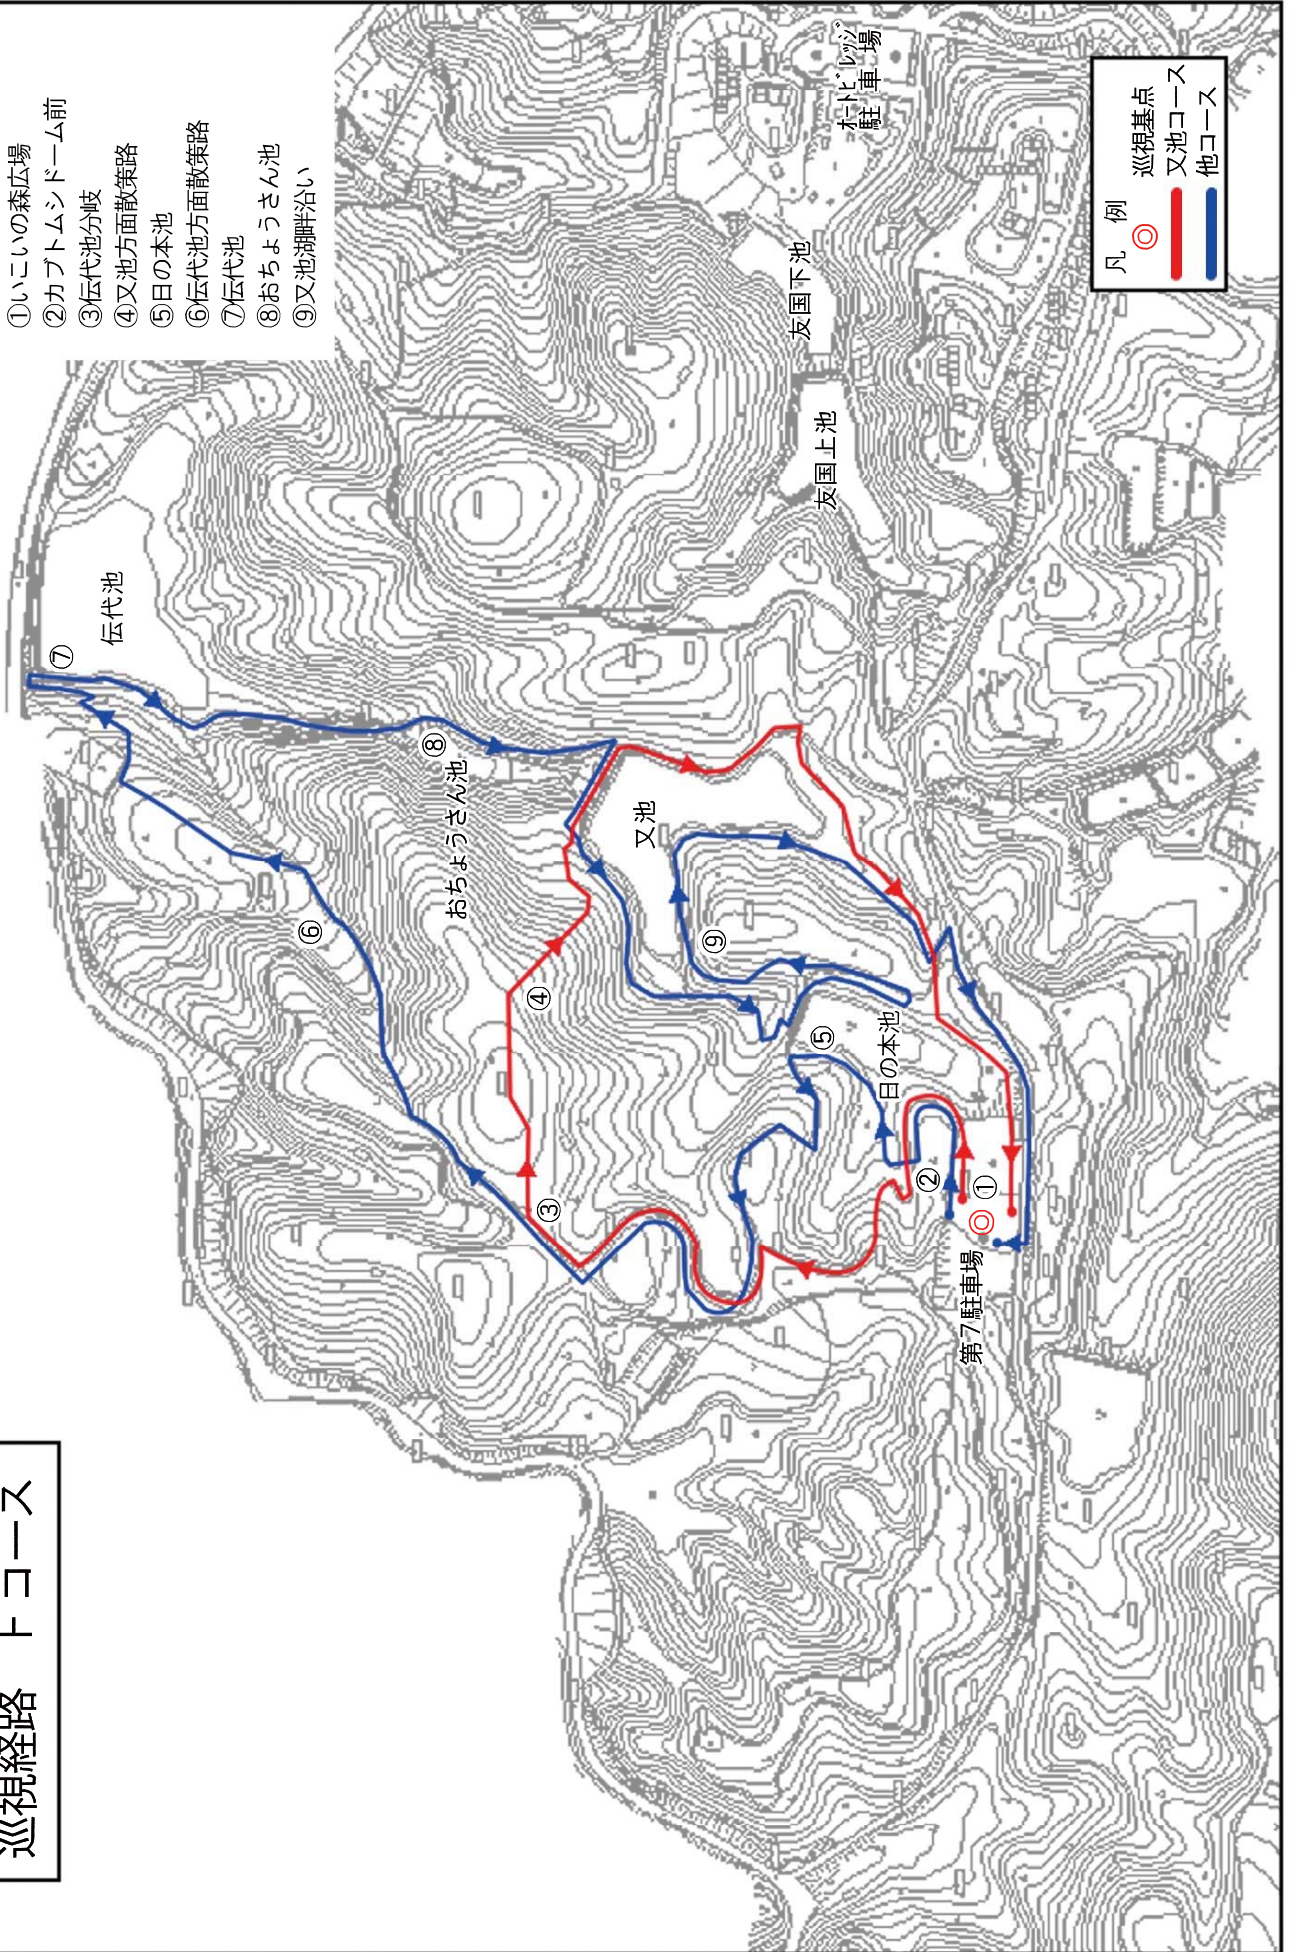 巡視経路　トコース
①いこいの森広場
②カブトムシドーム前
③伝代池分岐
④又池方面散策路
⑤日の本池
⑥伝代池方面散策路
⑦伝代池
⑧おちょうさん池
⑨又池湖畔沿い
⑦
伝代池
⑧
おちょうさん池
⑥
④
③
又池
⑨
⑤
日の本池
②
①
◎
第7駐車場
友国上池
友国下池
ｵｰﾄﾋﾞﾚｯｼﾞ
駐車場
凡　例
◎ 巡視基点
又池コース
他コース